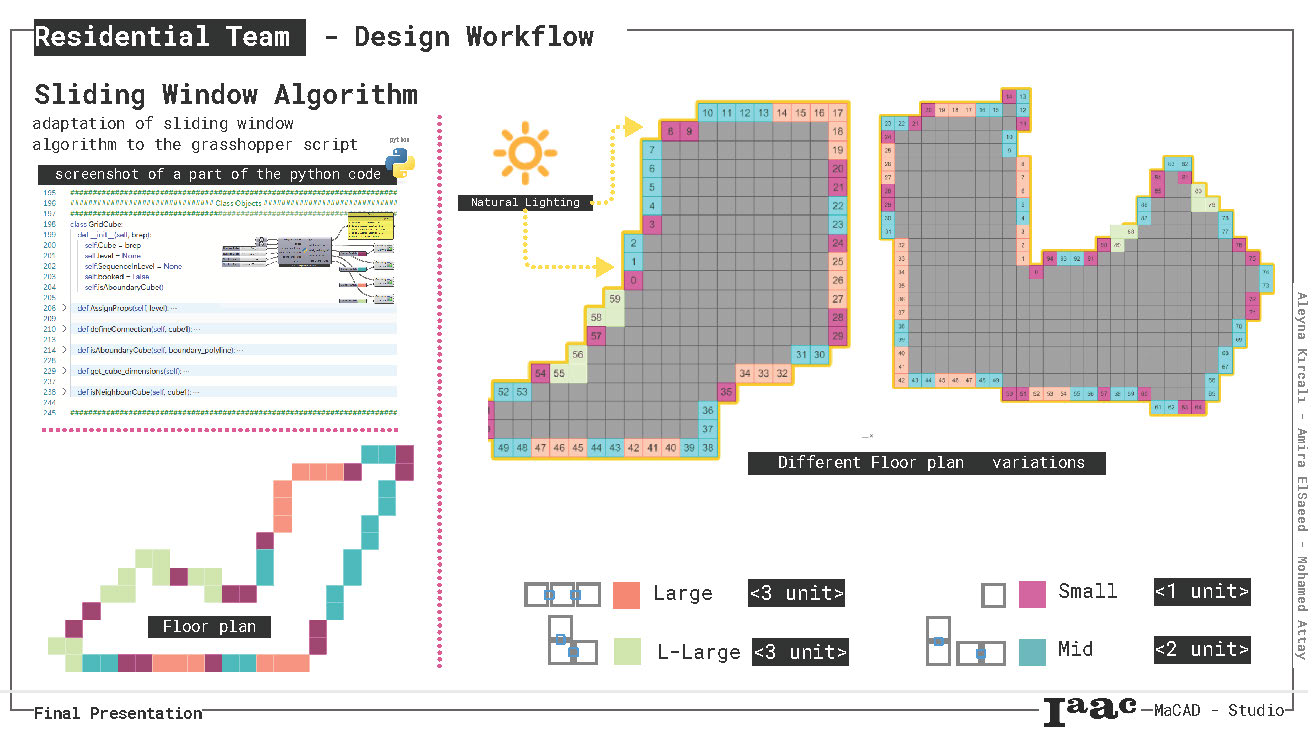 Residential Team - Design Workflow
Sliding Window Algorithm
adaptation of sliding window
algorithm to the grasshopper script
python
screenshot of a part of the python code
195 ####################
196 #################### Class Objects ####################
197 ####################
198 class GridCube:
199 def __init__(self, brep):
200 self.Cube = brep
201 self.level = None
202 self.SequenceInLevel = None
203 self.booked = False
204 self.isAboundaryCube()
205
206 def AssignProps(self, level): ···
209
210 def defineConnection(self, cube1): ···
213
214 def isAboundaryCube(self, boundary_polyline): ···
228
229 def get_cube_dimensions(self): ···
237
238 def isNeighbourCube(self, cube1): ···
244
245 ####################
Floor plan
Natural Lighting
10 11 12 13 14 15 16 17
8 9 18
7 19
6 20
5 21
4 22
3 23
2 24
1 25
0 26
59 27
58 28
57 29
56 31 30
54 55 34 33 32
52 53 35
36
37
49 48 47 46 45 44 43 42 41 40 39 38
Different Floor plan variations
Large <3 unit>
L-Large <3 unit>
Small <1 unit>
Mid <2 unit>
Aleyna Kircali - Amira ElSaeed - Mohamed Attay
Final Presentation
Iaac
MaCAD - Studio